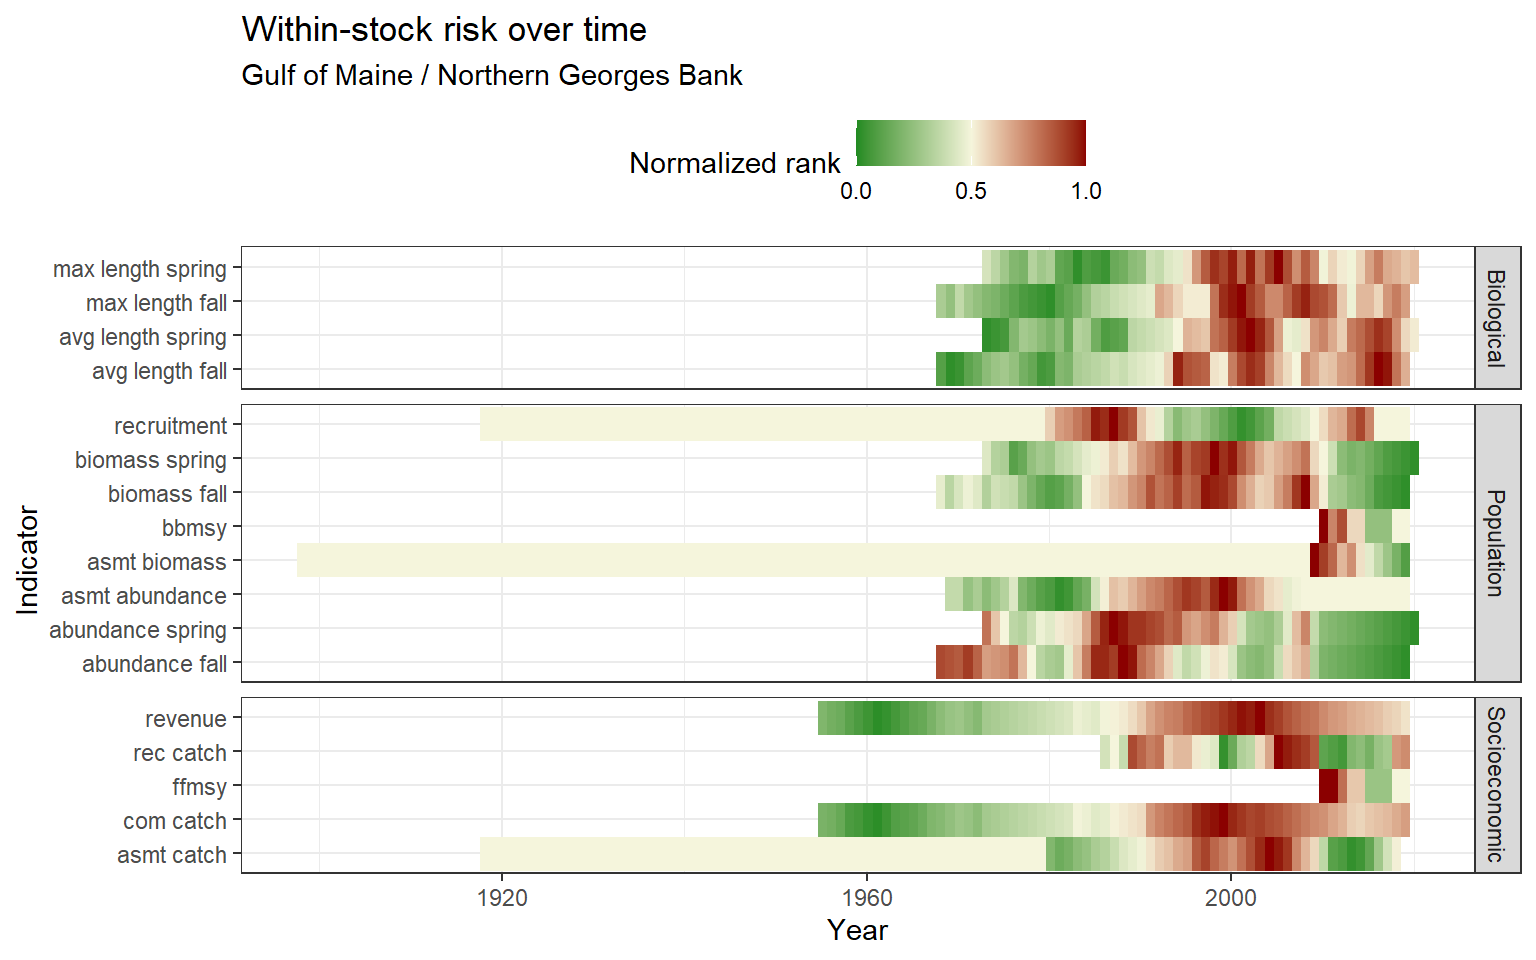 Within-stock risk over time
Gulf of Maine / Northern Georges Bank
Normalized rank
0.0 0.5 1.0
Indicator
max length spring
max length fall
avg length spring
avg length fall
Biological
recruitment
biomass spring
biomass fall
bbmsy
asmt biomass
asmt abundance
abundance spring
abundance fall
Population
revenue
rec catch
ffmsy
com catch
asmt catch
Socioeconomic
1920 1960 2000
Year